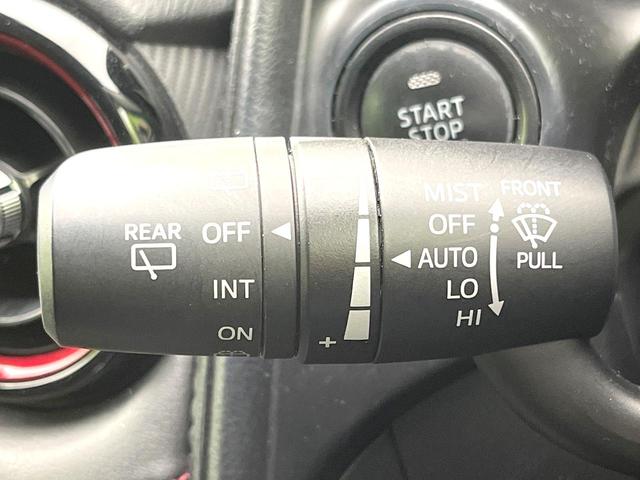 START
STOP
REAR
OFF
INT
ON
+
MIST
OFF
AUTO
LO
HI
FRONT
PULL